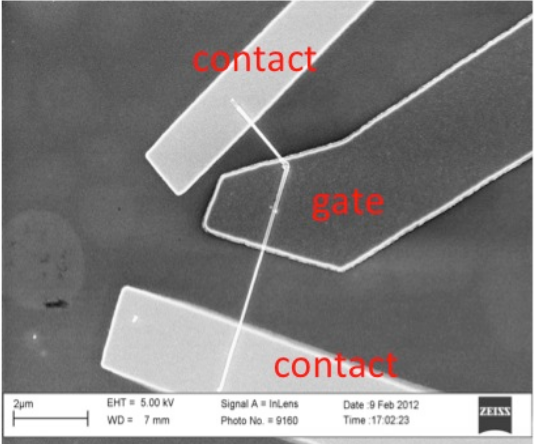 contact
gate
contact
2µm
EHT = 5.00 kV
Signal A = InLens
Date :9 Feb 2012
WD = 7 mm
Photo No. = 9160
Time :17:02:23
ZEISS